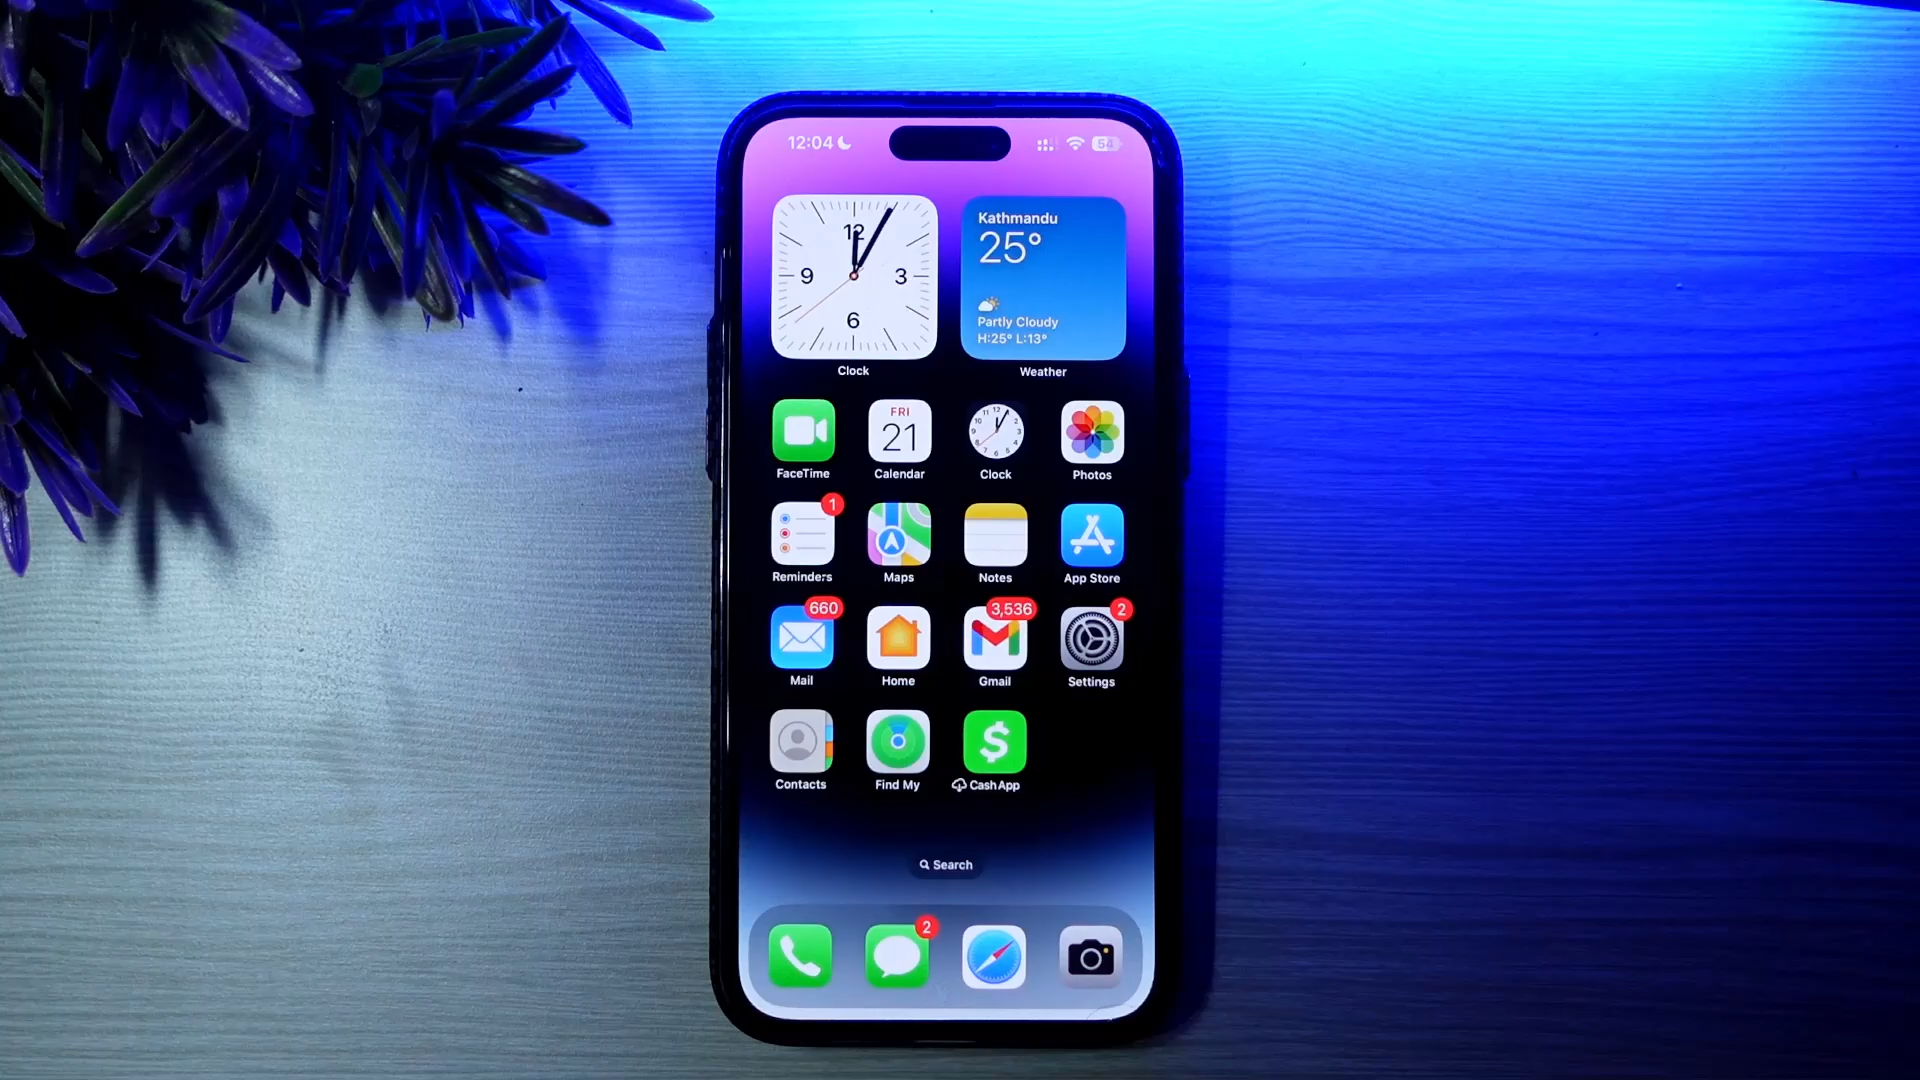 12:04
54
12
9
3
6
Clock
Kathmandu
25°
Partly Cloudy
H:25° L:13°
Weather
FaceTime
FRI
21
Calendar
Clock
Photos
1
Reminders
Maps
Notes
App Store
660
Mail
Home
3,536
Gmail
2
Settings
Contacts
Find My
$
Cash App
Search
2